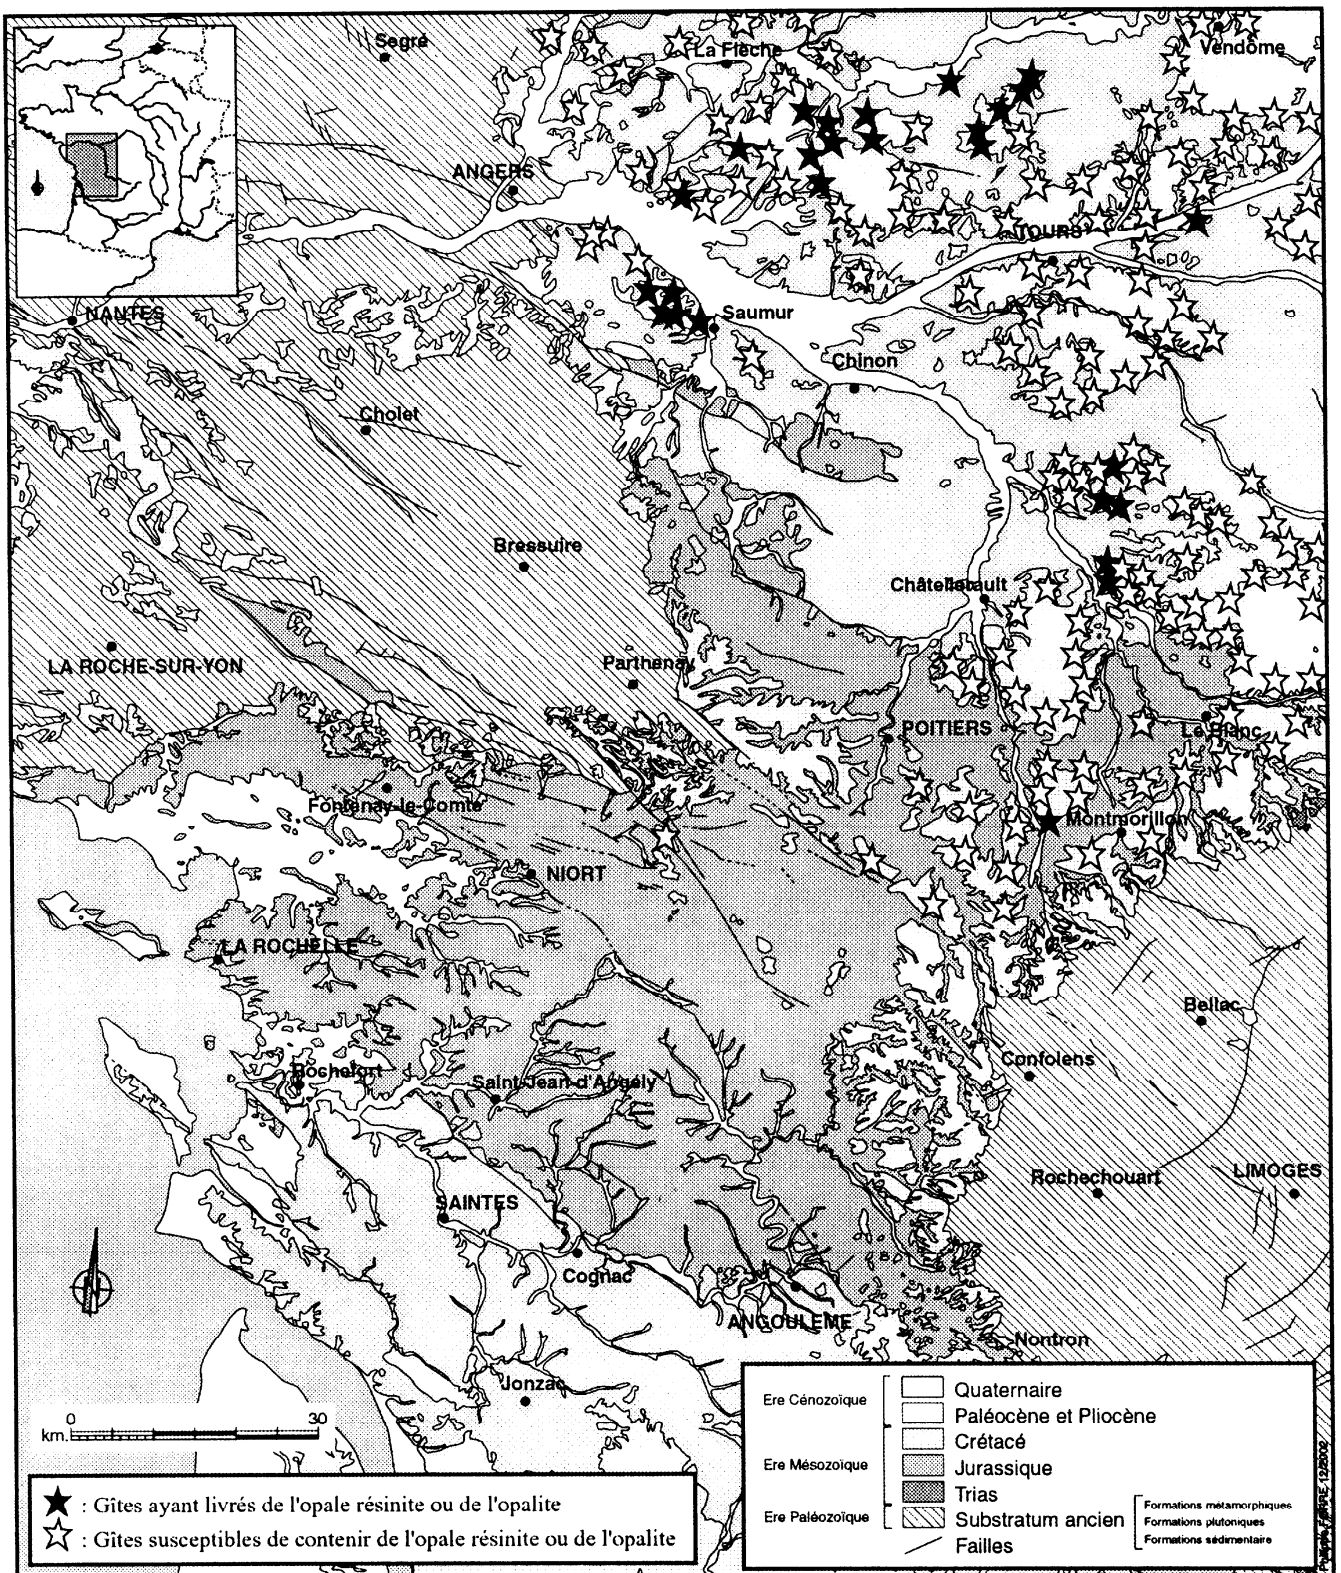 Segré
La Flèche
Vendôme
ANGERS
TOURS
NANTES
Saumur
Chinon
Cholet
Bressuire
Châtellerault
LA ROCHE-SUR-YON
Parthenay
POITIERS
Le Blanc
Fontenay-le-Comte
Montmorillon
NIORT
LA ROCHELLE
Bellac
Confolens
Rochefort
Saint-Jean-d'Angély
Rochechouart
LIMOGES
SAINTES
Cognac
ANGOULEME
Nontron
Jonzac
0 30
km.
★ : Gîtes ayant livrés de l'opale résinite ou de l'opalite
☆ : Gîtes susceptibles de contenir de l'opale résinite ou de l'opalite
Ere Cénozoïque
Quaternaire
Paléocène et Pliocène
Ere Mésozoïque
Crétacé
Jurassique
Trias
Ere Paléozoïque
Substratum ancien
Formations métamorphiques
Formations plutoniques
Formations sédimentaire
Failles
12/2002